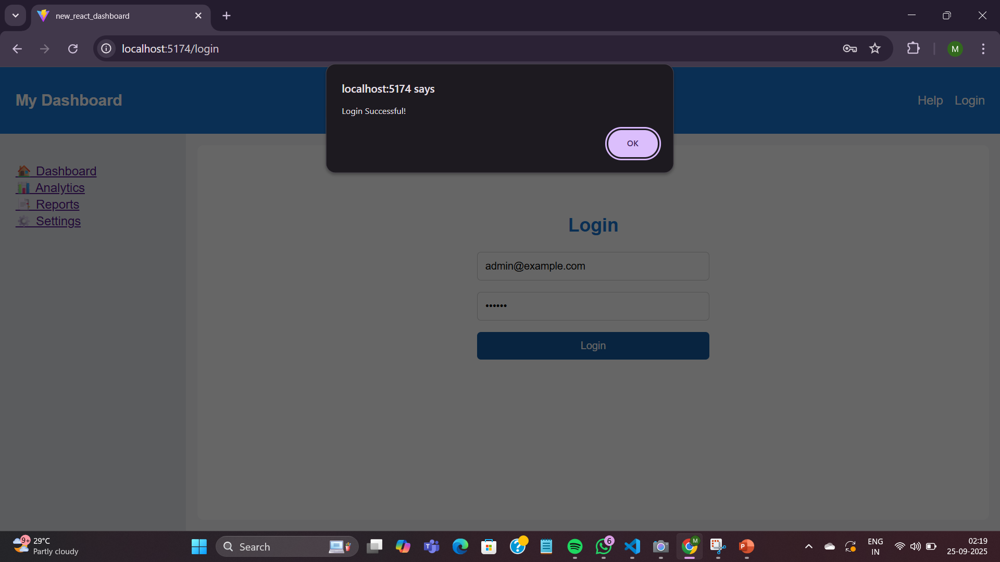 new_react_dashboard
localhost:5174/login
M
localhost:5174 says
Login Successful!
OK
My Dashboard
Help Login
Dashboard
Analytics
Reports
Settings
Login
admin@example.com
••••••
Login
9+
29°C
Partly cloudy
Search
T
6
M
P
ENG
IN
02:19
25-09-2025